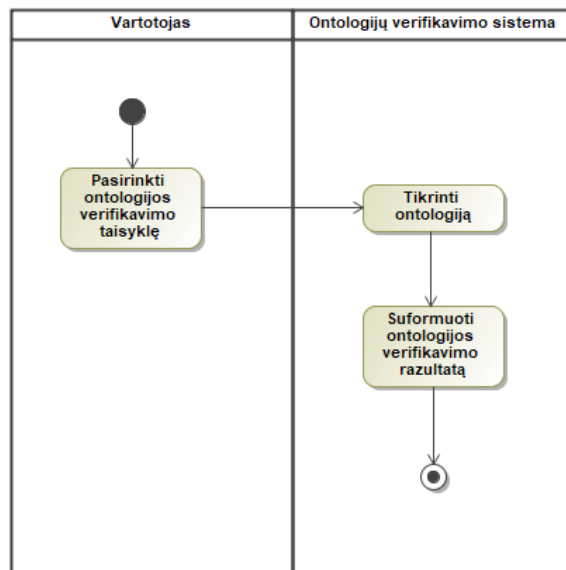 Vartotojas
Ontologijų verifikavimo sistema
Pasirinkti
ontologijos
verifikavimo
taisyklę
Tikrinti
ontologiją
Suformuoti
ontologijos
verifikavimo
razultatą